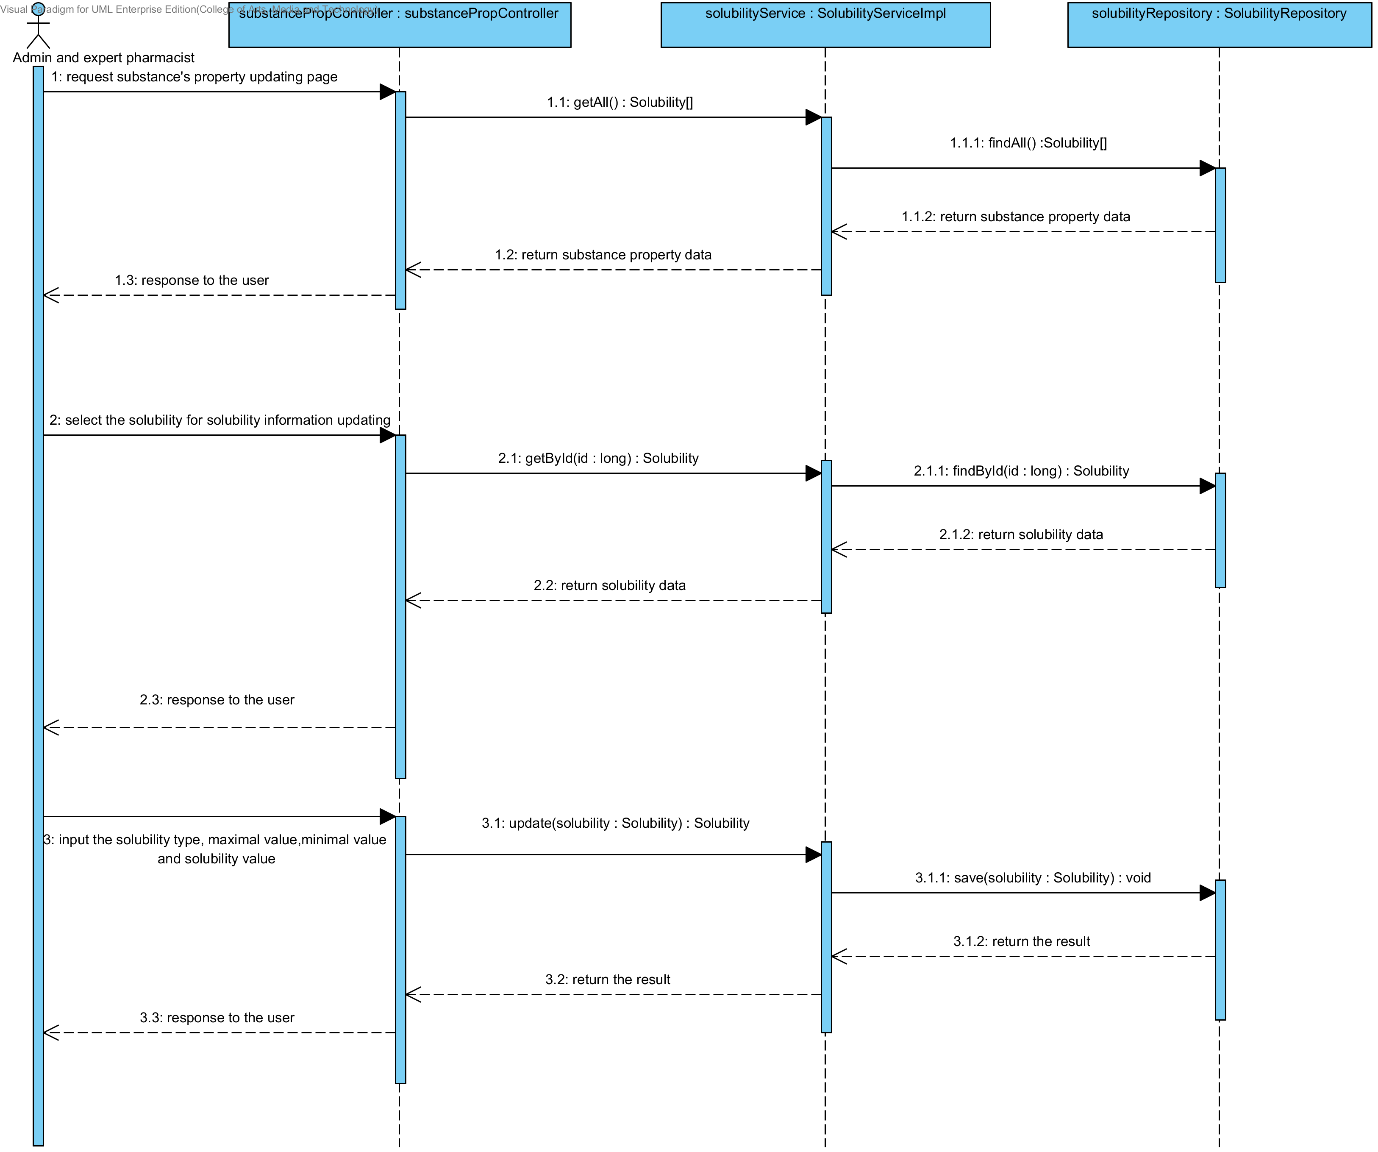 Visual Paradigm for UML Enterprise Edition(College of Arts, Media and Technology
substancePropController : substancePropController
solubilityService : SolubilityServiceImpl
solubilityRepository : SolubilityRepository
Admin and expert pharmacist
1: request substance's property updating page
1.1: getAll() : Solubility[]
1.1.1: findAll() :Solubility[]
1.1.2: return substance property data
1.2: return substance property data
1.3: response to the user
2: select the solubility for solubility information updating
2.1: getById(id : long) : Solubility
2.1.1: findById(id : long) : Solubility
2.1.2: return solubility data
2.2: return solubility data
2.3: response to the user
3: input the solubility type, maximal value,minimal value
and solubility value
3.1: update(solubility : Solubility) : Solubility
3.1.1: save(solubility : Solubility) : void
3.1.2: return the result
3.2: return the result
3.3: response to the user